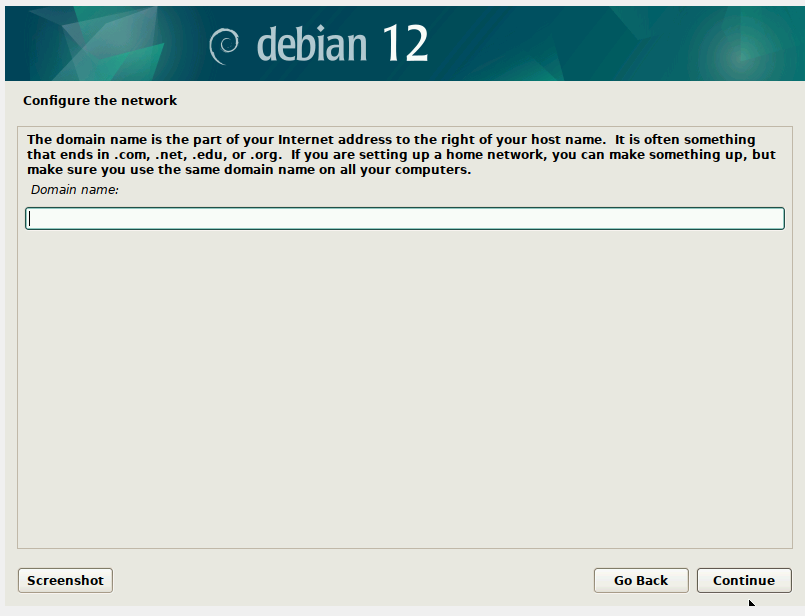 debian 12
Configure the network
The domain name is the part of your Internet address to the right of your host name.  It is often something
that ends in .com, .net, .edu, or .org.  If you are setting up a home network, you can make something up, but
make sure you use the same domain name on all your computers.
Domain name:
Screenshot
Go Back
Continue